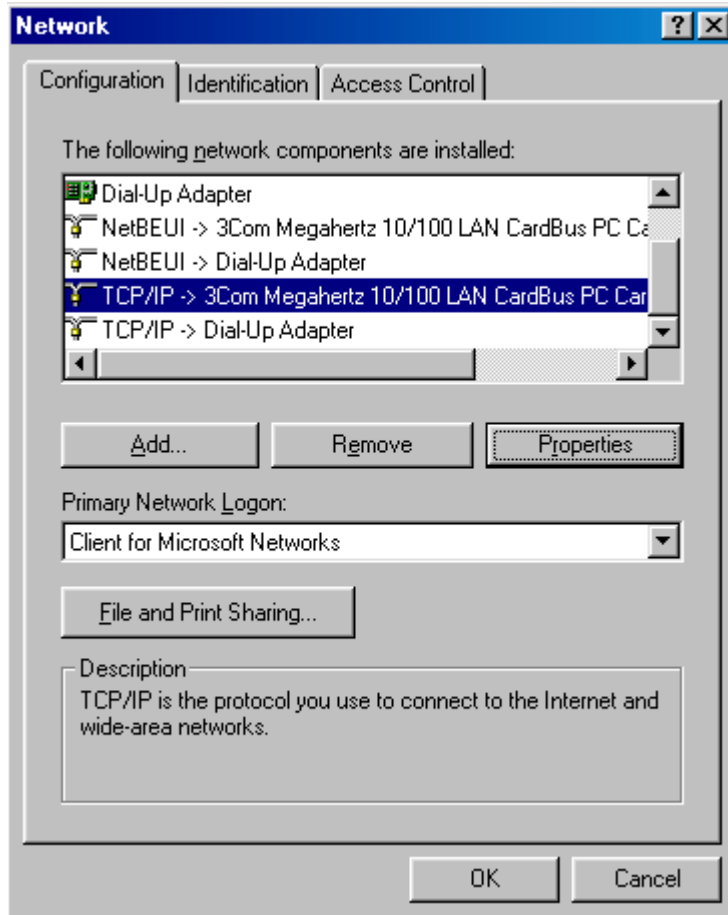 Network
Configuration Identification Access Control
The following network components are installed:
Dial-Up Adapter
NetBEUI -> 3Com Megahertz 10/100 LAN CardBus PC Ca
NetBEUI -> Dial-Up Adapter
TCP/IP -> 3Com Megahertz 10/100 LAN CardBus PC Car
TCP/IP -> Dial-Up Adapter
Add... Remove Properties
Primary Network Logon:
Client for Microsoft Networks
File and Print Sharing...
Description
TCP/IP is the protocol you use to connect to the Internet and
wide-area networks.
OK Cancel